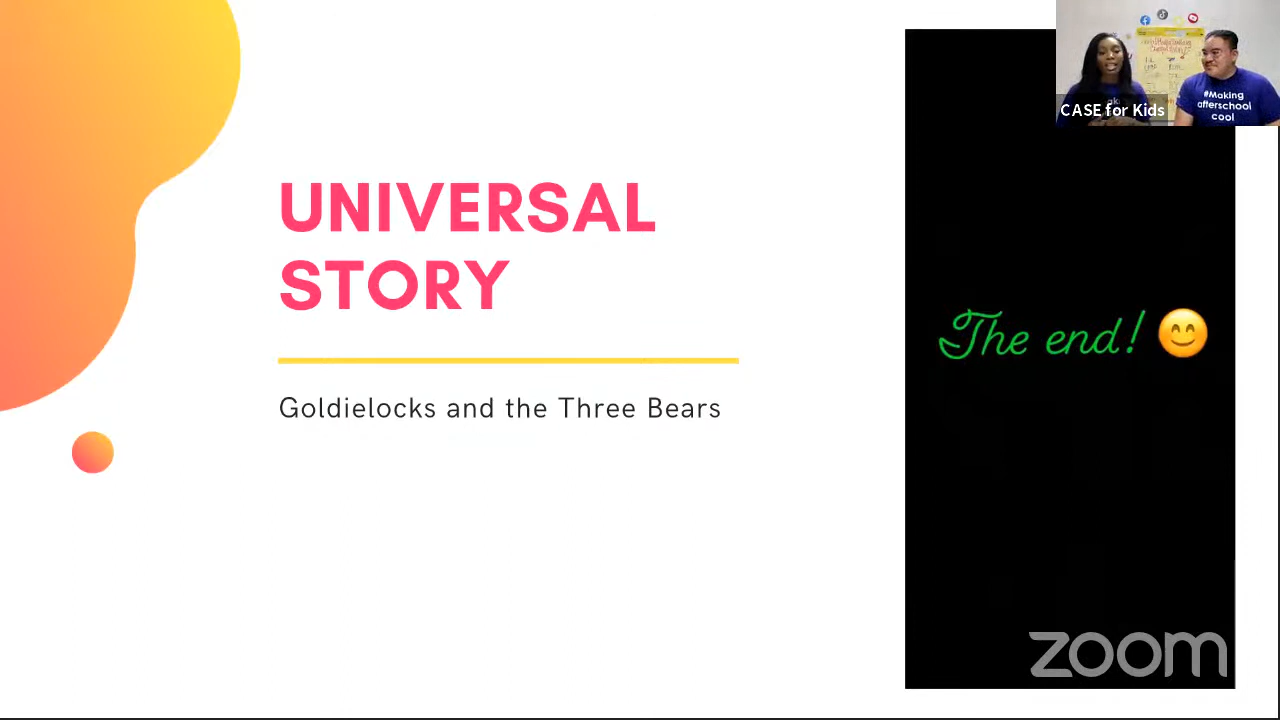 UNIVERSAL
STORY
Goldielocks and the Three Bears
The end! 😊
CASE for Kids
#Making
afterschool
cool
zoom